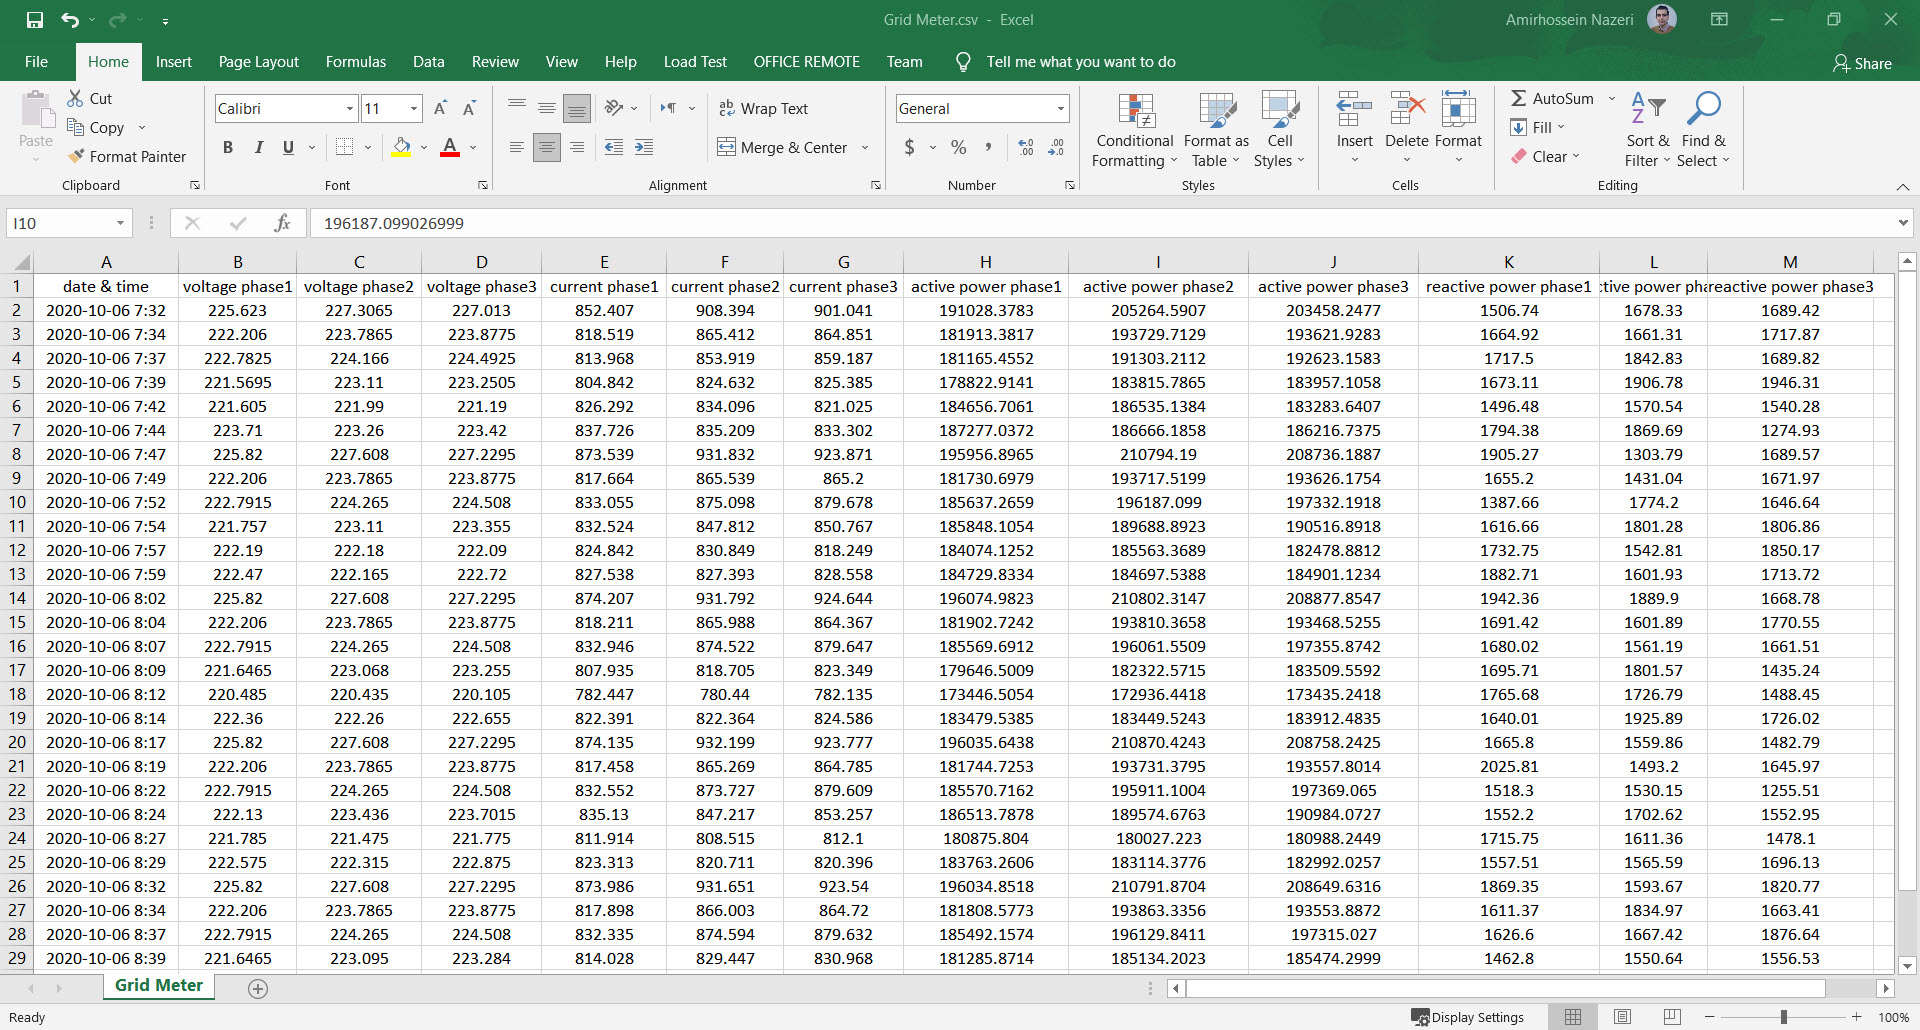 Grid Meter.csv - Excel
Amirhossein Nazeri
File Home Insert Page Layout Formulas Data Review View Help Load Test OFFICE REMOTE Team Tell me what you want to do Share
Paste Cut Copy Format Painter Clipboard
Calibri 11 B I U A Font
ab Wrap Text Merge & Center Alignment
General $ % , Number
Conditional Formatting Format as Table Cell Styles Styles
Insert Delete Format Cells
AutoSum Fill Clear Sort & Filter Find & Select Editing
I10 fx 196187.099026999
A B C D E F G H I J K L M
1 date & time voltage phase1 voltage phase2 voltage phase3 current phase1 current phase2 current phase3 active power phase1 active power phase2 active power phase3 reactive power phase1 ctive power pha reactive power phase3
2 2020-10-06 7:32 225.623 227.3065 227.013 852.407 908.394 901.041 191028.3783 205264.5907 203458.2477 1506.74 1678.33 1689.42
3 2020-10-06 7:34 222.206 223.7865 223.8775 818.519 865.412 864.851 181913.3817 193729.7129 193621.9283 1664.92 1661.31 1717.87
4 2020-10-06 7:37 222.7825 224.166 224.4925 813.968 853.919 859.187 181165.4552 191303.2112 192623.1583 1717.5 1842.83 1689.82
5 2020-10-06 7:39 221.5695 223.11 223.2505 804.842 824.632 825.385 178822.9141 183815.7865 183957.1058 1673.11 1906.78 1946.31
6 2020-10-06 7:42 221.605 221.99 221.19 826.292 834.096 821.025 184656.7061 186535.1384 183283.6407 1496.48 1570.54 1540.28
7 2020-10-06 7:44 223.71 223.26 223.42 837.726 835.209 833.302 187277.0372 186666.1858 186216.7375 1794.38 1869.69 1274.93
8 2020-10-06 7:47 225.82 227.608 227.2295 873.539 931.832 923.871 195956.8965 210794.19 208736.1887 1905.27 1303.79 1689.57
9 2020-10-06 7:49 222.206 223.7865 223.8775 817.664 865.539 865.2 181730.6979 193717.5199 193626.1754 1655.2 1431.04 1671.97
10 2020-10-06 7:52 222.7915 224.265 224.508 833.055 875.098 879.678 185637.2659 196187.099 197332.1918 1387.66 1774.2 1646.64
11 2020-10-06 7:54 221.757 223.11 223.355 832.524 847.812 850.767 185848.1054 189688.8923 190516.8918 1616.66 1801.28 1806.86
12 2020-10-06 7:57 222.19 222.18 222.09 824.842 830.849 818.249 184074.1252 185563.3689 182478.8812 1732.75 1542.81 1850.17
13 2020-10-06 7:59 222.47 222.165 222.72 827.538 827.393 828.558 184729.8334 184697.5388 184901.1234 1882.71 1601.93 1713.72
14 2020-10-06 8:02 225.82 227.608 227.2295 874.207 931.792 924.644 196074.9823 210802.3147 208877.8547 1942.36 1889.9 1668.78
15 2020-10-06 8:04 222.206 223.7865 223.8775 818.211 865.988 864.367 181902.7242 193810.3658 193468.5255 1691.42 1601.89 1770.55
16 2020-10-06 8:07 222.7915 224.265 224.508 832.946 874.522 879.647 185569.6912 196061.5509 197355.8742 1680.02 1561.19 1661.51
17 2020-10-06 8:09 221.6465 223.068 223.255 807.935 818.705 823.349 179646.5009 182322.5715 183509.5592 1695.71 1801.57 1435.24
18 2020-10-06 8:12 220.485 220.435 220.105 782.447 780.44 782.135 173446.5054 172936.4418 173435.2418 1765.68 1726.79 1488.45
19 2020-10-06 8:14 222.36 222.26 222.655 822.391 822.364 824.586 183479.5385 183449.5243 183912.4835 1640.01 1925.89 1726.02
20 2020-10-06 8:17 225.82 227.608 227.2295 874.135 932.199 923.777 196035.6438 210870.4243 208758.2425 1665.8 1559.86 1482.79
21 2020-10-06 8:19 222.206 223.7865 223.8775 817.458 865.269 864.785 181744.7253 193731.3795 193557.8014 2025.81 1493.2 1645.97
22 2020-10-06 8:22 222.7915 224.265 224.508 832.552 873.727 879.609 185570.7162 195911.1004 197369.065 1518.3 1530.15 1255.51
23 2020-10-06 8:24 222.13 223.436 223.7015 835.13 847.217 853.257 186513.7878 189574.6763 190984.0727 1552.2 1702.62 1552.95
24 2020-10-06 8:27 221.785 221.475 221.775 811.914 808.515 812.1 180875.804 180027.223 180988.2449 1715.75 1611.36 1478.1
25 2020-10-06 8:29 222.575 222.315 222.875 823.313 820.711 820.396 183763.2606 183114.3776 182992.0257 1557.51 1565.59 1696.13
26 2020-10-06 8:32 225.82 227.608 227.2295 873.986 931.651 923.54 196034.8518 210791.8704 208649.6316 1869.35 1593.67 1820.77
27 2020-10-06 8:34 222.206 223.7865 223.8775 817.898 866.003 864.72 181808.5773 193863.3356 193553.8872 1611.37 1834.97 1663.41
28 2020-10-06 8:37 222.7915 224.265 224.508 832.335 874.594 879.632 185492.1574 196129.8411 197315.027 1626.6 1667.42 1876.64
29 2020-10-06 8:39 221.6465 223.095 223.284 814.028 829.447 830.968 181285.8714 185134.2023 185474.2999 1462.8 1550.64 1556.53
Grid Meter
Ready Display Settings 100%